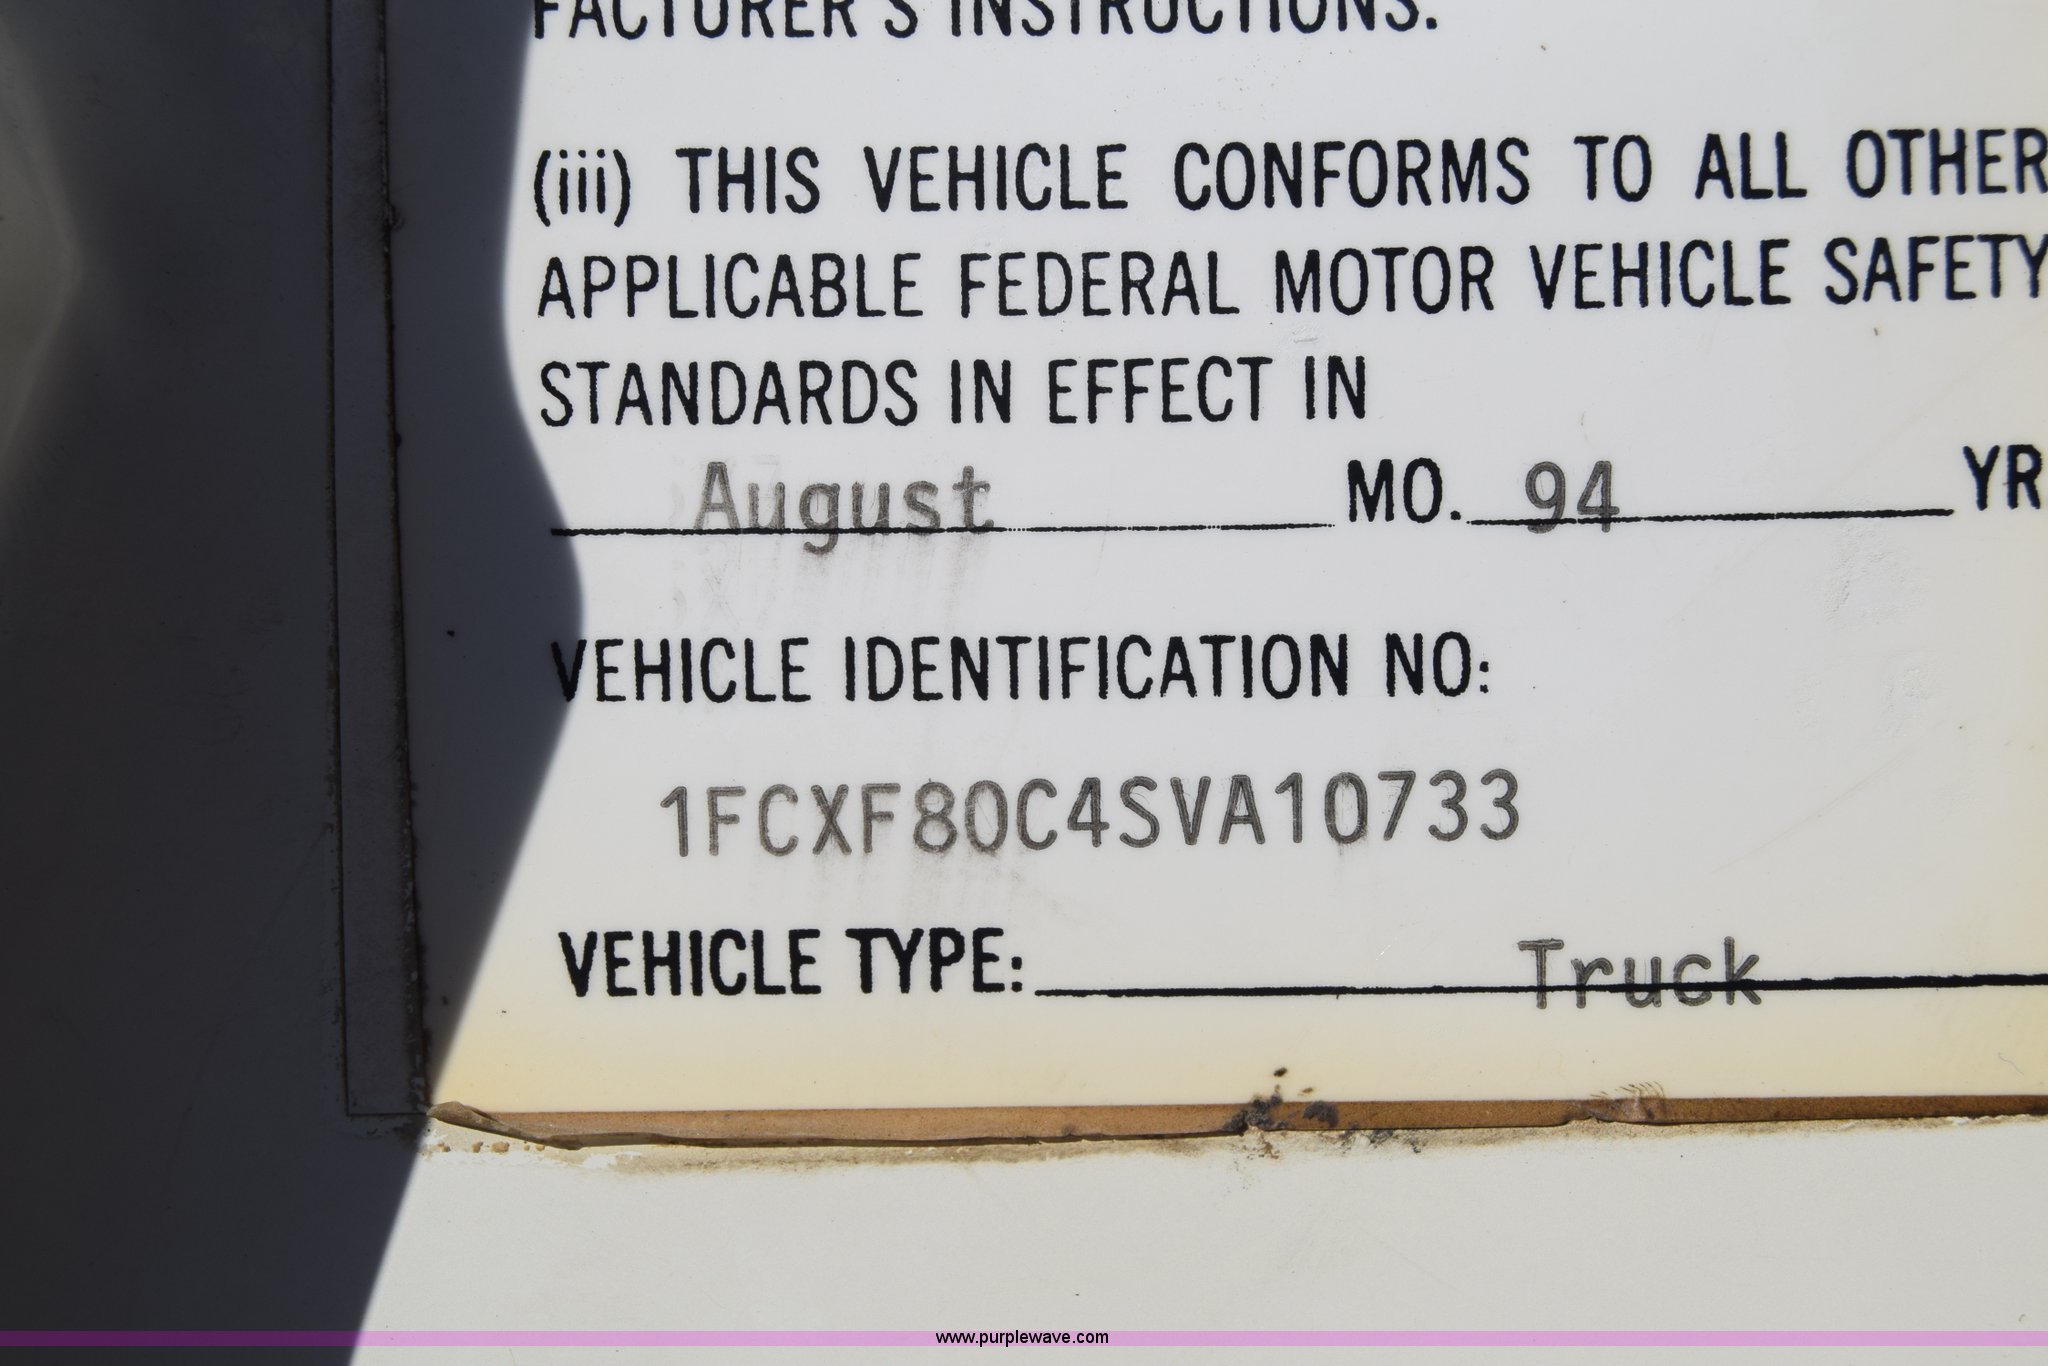 FACTURER'S INSTRUCTIONS.
(iii) THIS VEHICLE CONFORMS TO ALL OTHER
APPLICABLE FEDERAL MOTOR VEHICLE SAFETY
STANDARDS IN EFFECT IN
August MO. 94 YR
VEHICLE IDENTIFICATION NO:
1FCXF80C4SVA10733
VEHICLE TYPE: Truck
www.purplewave.com